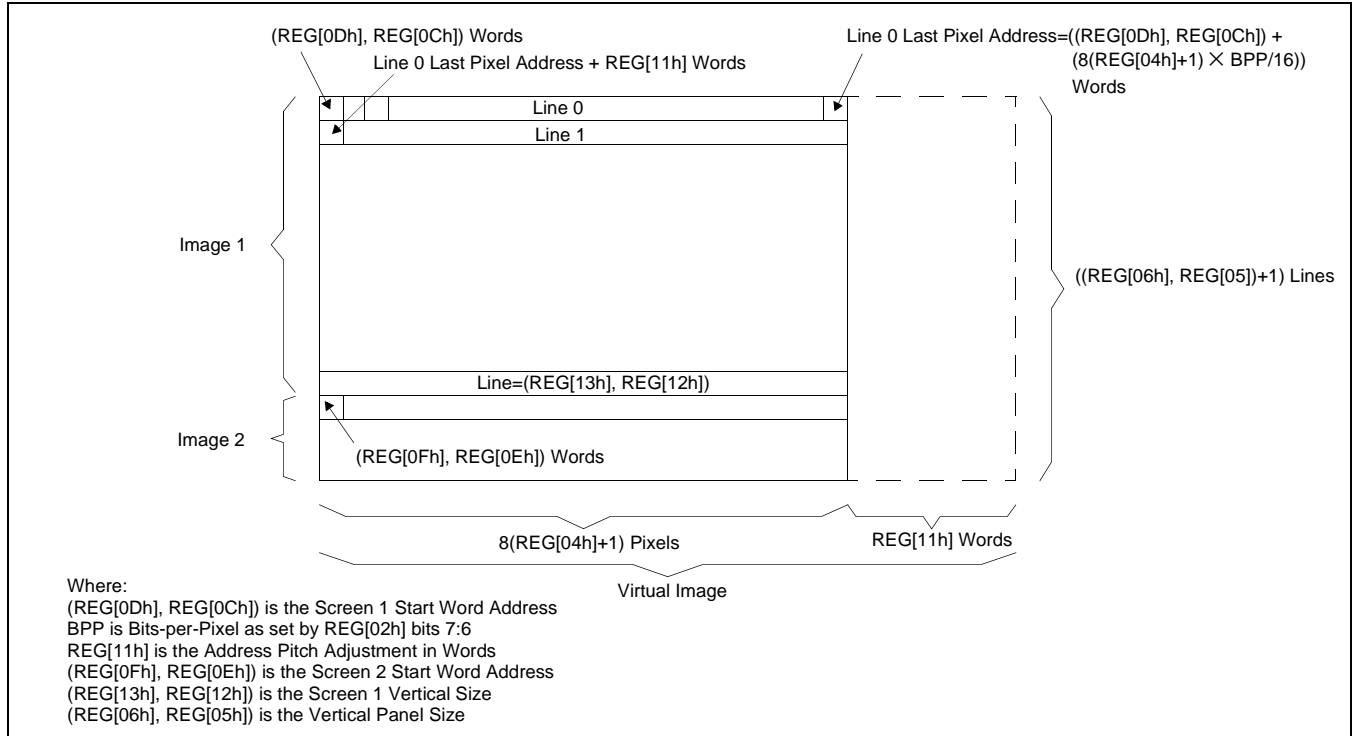 (REG[0Dh], REG[0Ch]) Words
Line 0 Last Pixel Address=((REG[0Dh], REG[0Ch]) +
(8(REG[04h]+1) × BPP/16))
Words
Line 0 Last Pixel Address + REG[11h] Words
Line 0
Line 1
Image 1
((REG[06h], REG[05])+1) Lines
Line=(REG[13h], REG[12h])
Image 2
(REG[0Fh], REG[0Eh]) Words
8(REG[04h]+1) Pixels
REG[11h] Words
Virtual Image
Where:
(REG[0Dh], REG[0Ch]) is the Screen 1 Start Word Address
BPP is Bits-per-Pixel as set by REG[02h] bits 7:6
REG[11h] is the Address Pitch Adjustment in Words
(REG[0Fh], REG[0Eh]) is the Screen 2 Start Word Address
(REG[13h], REG[12h]) is the Screen 1 Vertical Size
(REG[06h], REG[05h]) is the Vertical Panel Size